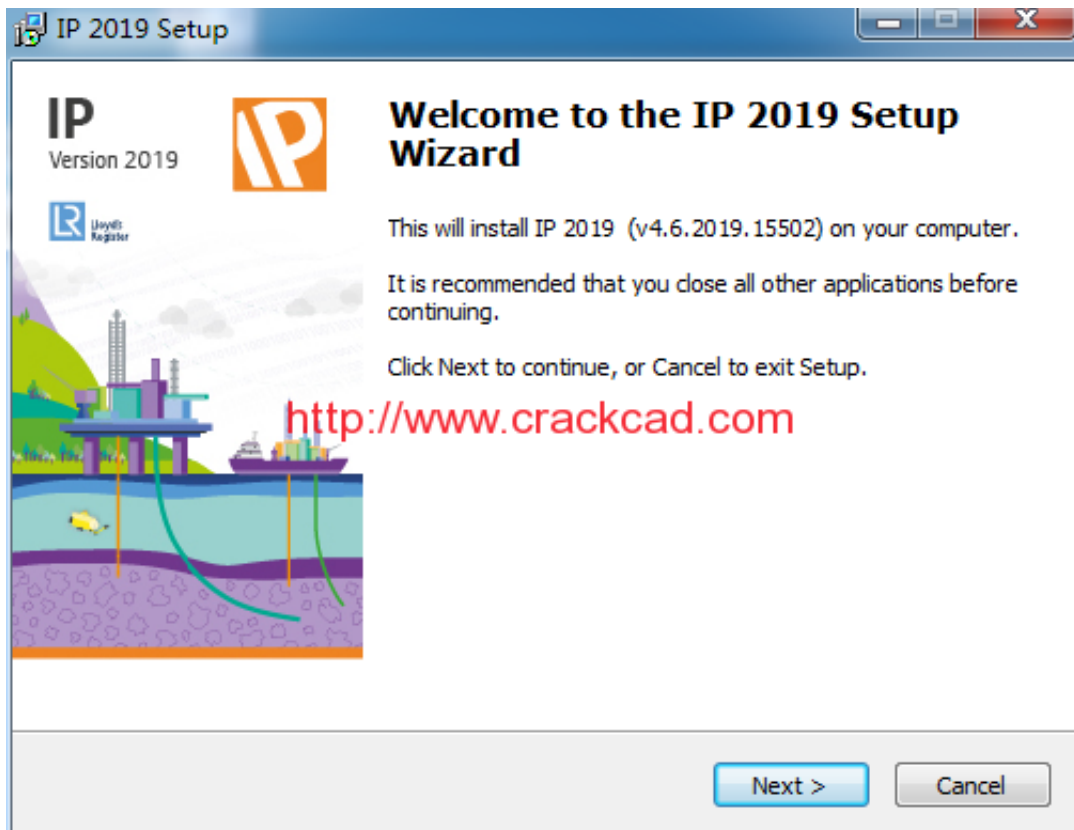 IP 2019 Setup
IP
Version 2019
IP
LR
Lloyd's
Register
Welcome to the IP 2019 Setup
Wizard
This will install IP 2019 (v4.6.2019.15502) on your computer.
It is recommended that you close all other applications before
continuing.
Click Next to continue, or Cancel to exit Setup.
http://www.crackcad.com
Next >
Cancel